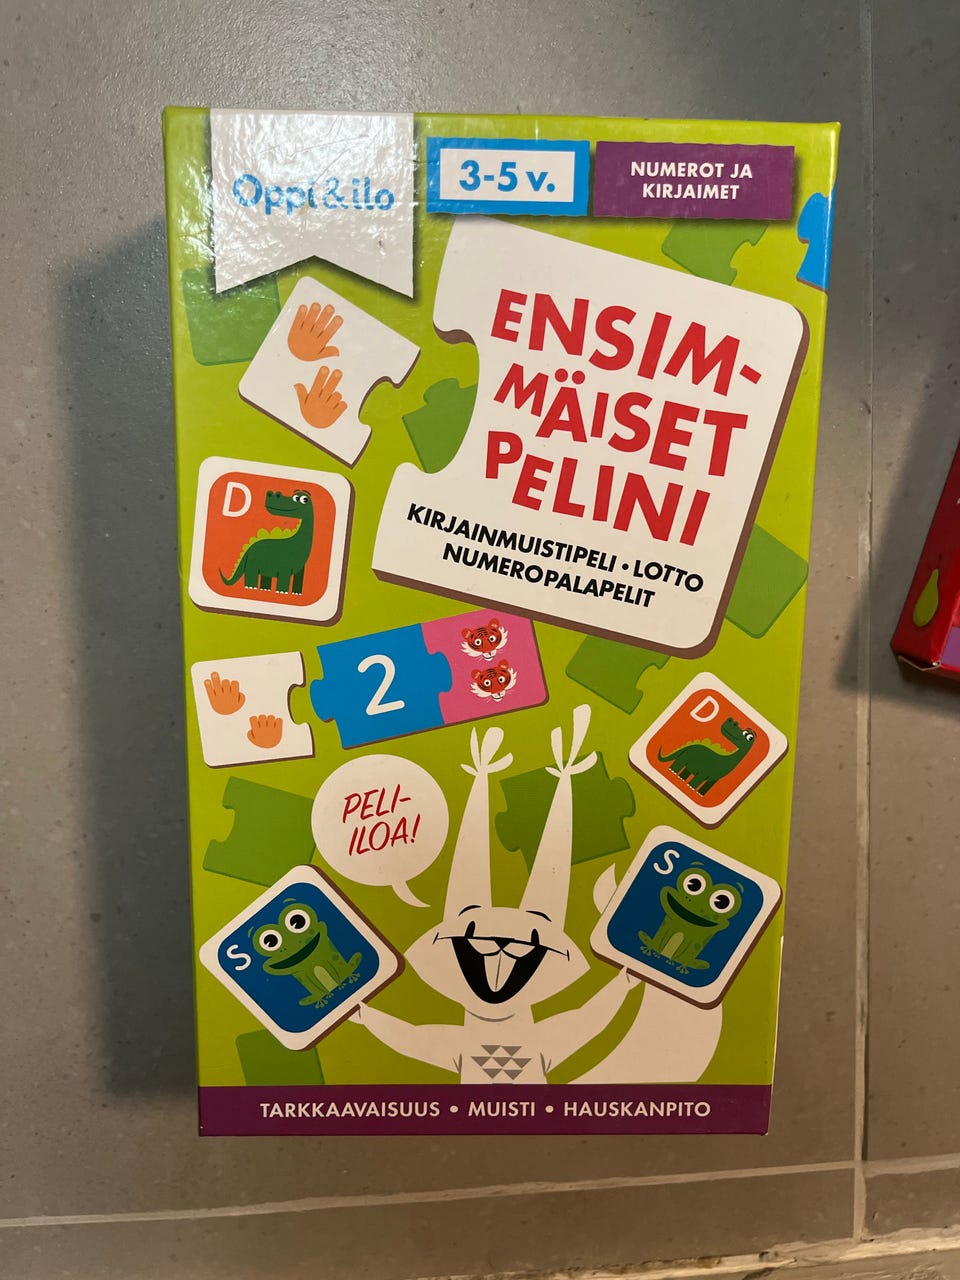 Oppi&ilo
3-5 v.
NUMEROT JA
KIRJAIMET
ENSIM-
MÄISET
PELINI
KIRJAINMUISTIPELI • LOTTO
NUMEROPALAPELIT
D
2
D
PELI-
ILOA!
S
S
TARKKAAVAISUUS • MUISTI • HAUSKANPITO